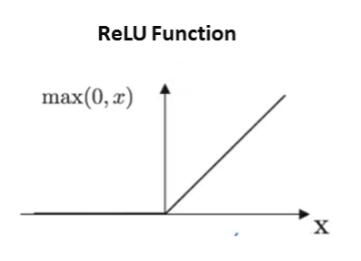 ReLU Function
max(0, x)
X